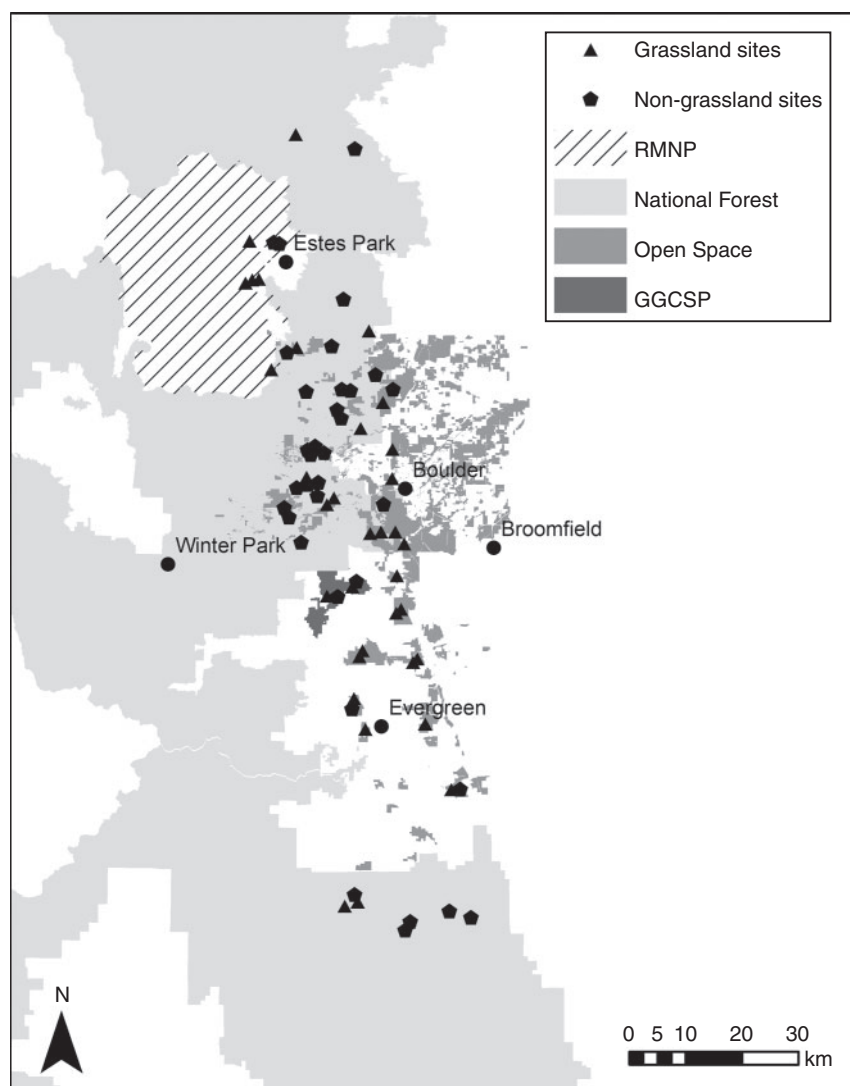 Grassland sites
Non-grassland sites
RMNP
National Forest
Open Space
GGCSP
Estes Park
Boulder
Broomfield
Winter Park
Evergreen
N
0 5 10 20 30
km